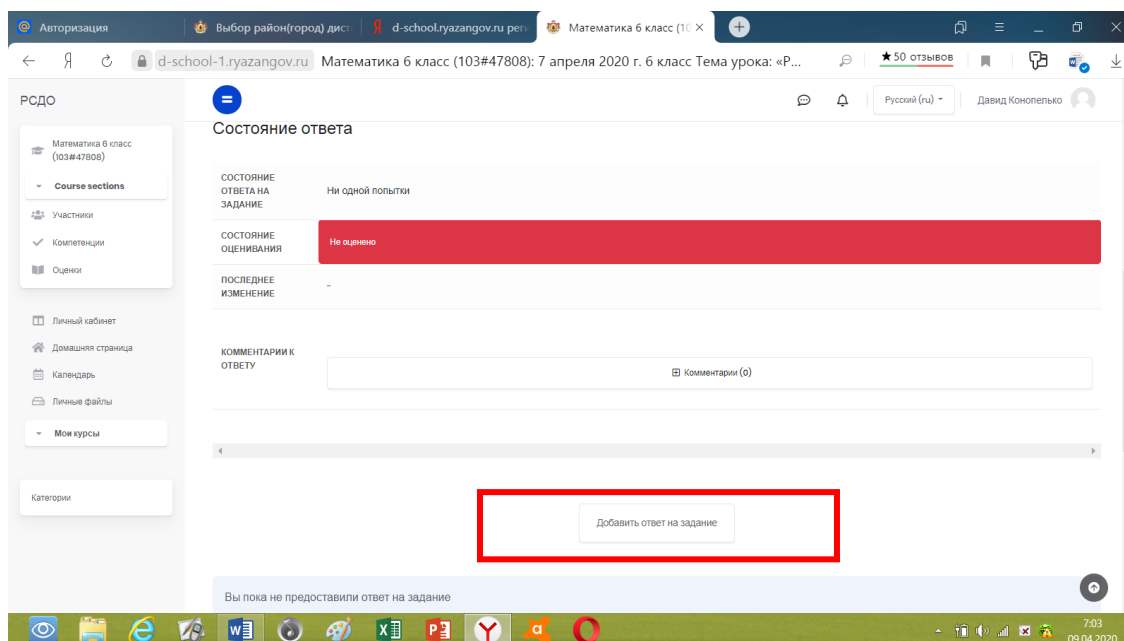 Авторизация
Выбор район(город) дист
d-school.ryazangov.ru рег
Математика 6 класс (10
d-school-1.ryazangov.ru
Математика 6 класс (103#47808): 7 апреля 2020 г. 6 класс Тема урока: «Р...
★50 отзывов
РСДО
Русский (ru)
Давид Конопелько
Математика 6 класс
(103#47808)
Course sections
Участники
Компетенции
Оценки
Личный кабинет
Домашняя страница
Календарь
Личные файлы
Мои курсы
Категории
Состояние ответа
СОСТОЯНИЕ
ОТВЕТА НА
ЗАДАНИЕ
Ни одной попытки
СОСТОЯНИЕ
ОЦЕНИВАНИЯ
Не оценено
ПОСЛЕДНЕЕ
ИЗМЕНЕНИЕ
-
КОММЕНТАРИИ К
ОТВЕТУ
Комментарии (0)
Добавить ответ на задание
Вы пока не предоставили ответ на задание
7:03
09.04.2020